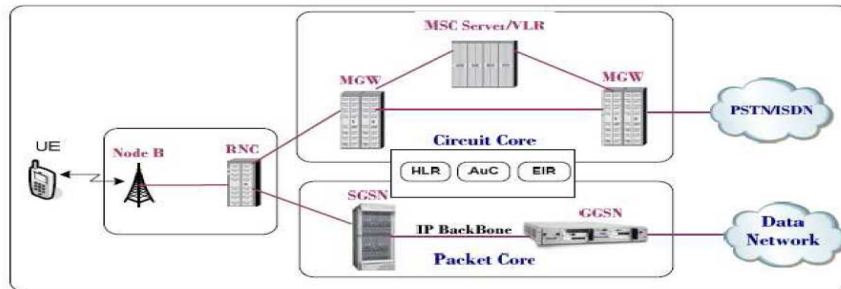 MSC Server/VLR
MGW
MGW
PSTN/ISDN
Circuit Core
UE
Node B
RNC
HLR
AuC
EIR
SGSN
GGSN
IP BackBone
Packet Core
Data
Network